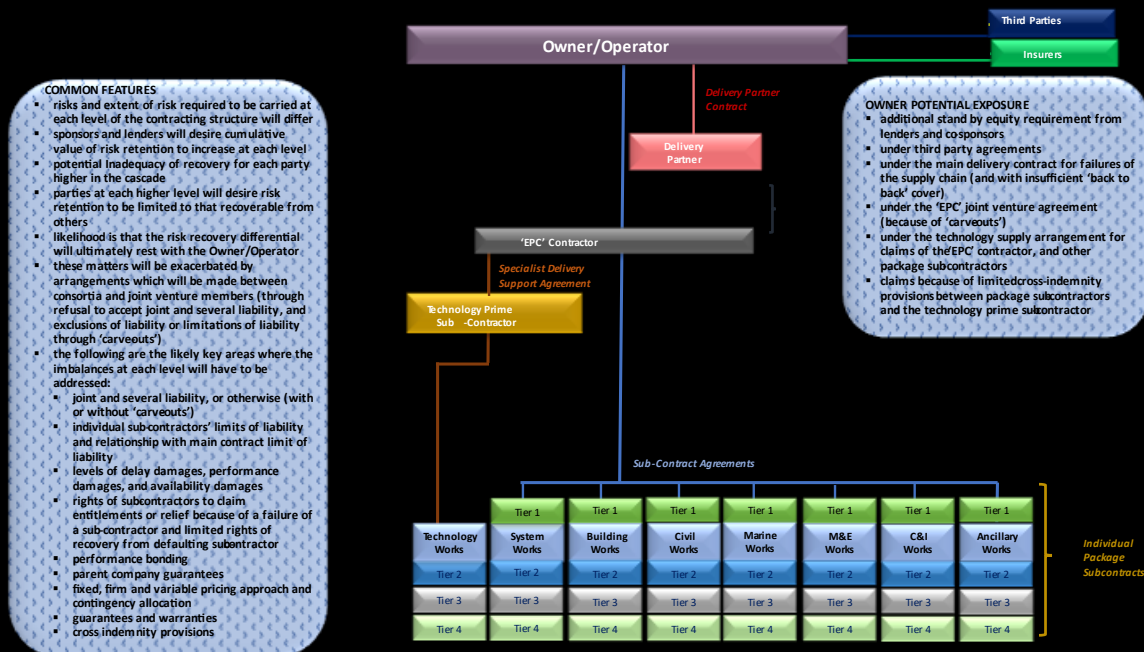 Third Parties
Owner/Operator
Insurers
COMMON FEATURES
▪ risks and extent of risk required to be carried at
each level of the contracting structure will differ
▪ sponsors and lenders will desire cumulative
value of risk retention to increase at each level
▪ potential Inadequacy of recovery for each party
higher in the cascade
▪ parties at each higher level will desire risk
retention to be limited to that recoverable from
others
▪ likelihood is that the risk recovery differential
will ultimately rest with the Owner/Operator
▪ these matters will be exacerbated by
arrangements which will be made between
consortia and joint venture members (through
refusal to accept joint and several liability, and
exclusions of liability or limitations of liability
through ‘carveouts’)
▪ the following are the likely key areas where the
imbalances at each level will have to be
addressed:
▪ joint and several liability, or otherwise (with
or without ‘carveouts’)
▪ individual sub-contractors’ limits of liability
and relationship with main contract limit of
liability
▪ levels of delay damages, performance
damages, and availability damages
▪ rights of subcontractors to claim
entitlements or relief because of a failure of
a sub-contractor and limited rights of
recovery from defaulting subcontractor
▪ performance bonding
▪ parent company guarantees
▪ fixed, firm and variable pricing approach and
contingency allocation
▪ guarantees and warranties
▪ cross indemnity provisions
Delivery Partner
Contract
Delivery
Partner
OWNER POTENTIAL EXPOSURE
▪ additional stand by equity requirement from
lenders and cosponsors
▪ under third party agreements
▪ under the main delivery contract for failures of
the supply chain (and with insufficient ‘back to
back’ cover)
▪ under the ‘EPC’ joint venture agreement
(because of ‘carveouts’)
▪ under the technology supply arrangement for
claims of the‘EPC’ contractor, and other
package subcontractors
▪ claims because of limitedcross-indemnity
provisions between package subcontractors
and the technology prime subcontractor
‘EPC’ Contractor
Specialist Delivery
Support Agreement
Technology Prime
Sub -Contractor
Sub-Contract Agreements
Tier 1 Tier 1 Tier 1 Tier 1 Tier 1 Tier 1 Tier 1
Technology Works System Works Building Works Civil Works Marine Works M&E Works C&I Works Ancillary Works
Tier 2 Tier 2 Tier 2 Tier 2 Tier 2 Tier 2 Tier 2 Tier 2
Tier 3 Tier 3 Tier 3 Tier 3 Tier 3 Tier 3 Tier 3 Tier 3
Tier 4 Tier 4 Tier 4 Tier 4 Tier 4 Tier 4 Tier 4 Tier 4
Individual
Package
Subcontracts